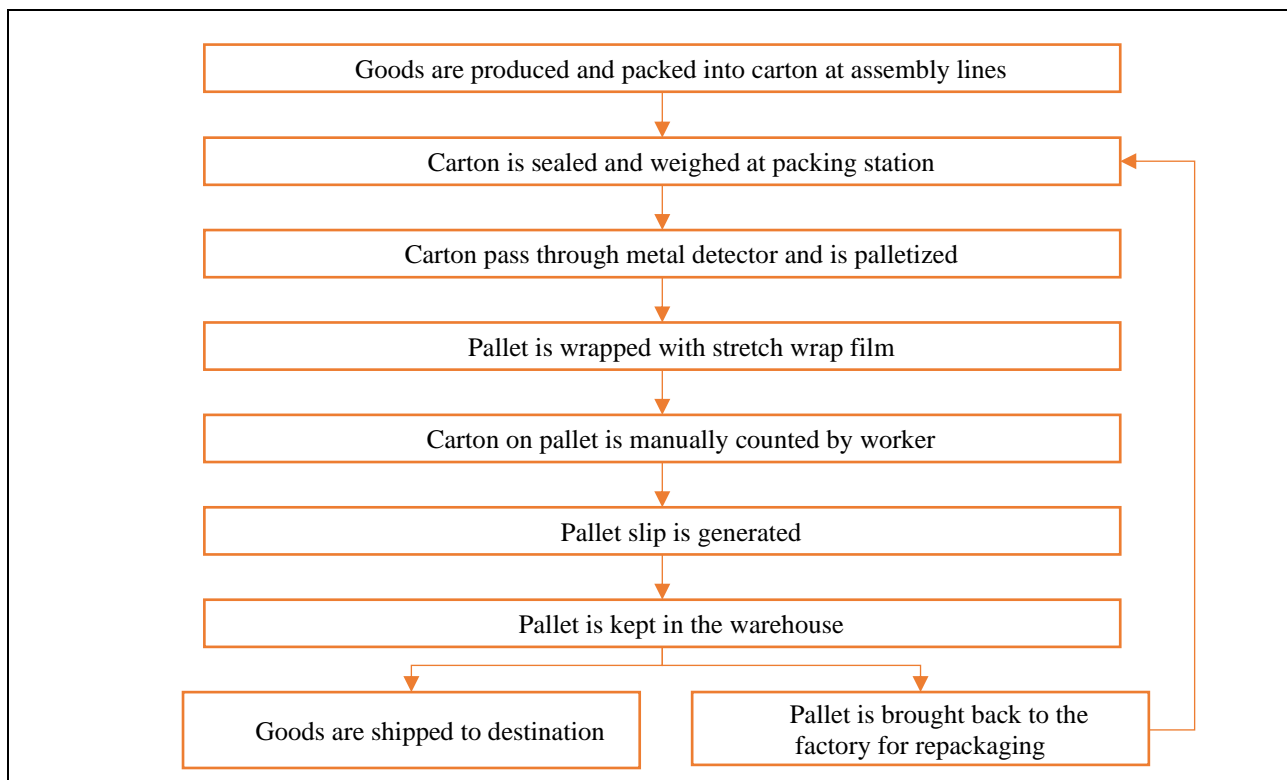 Goods are produced and packed into carton at assembly lines
Carton is sealed and weighed at packing station
Carton pass through metal detector and is palletized
Pallet is wrapped with stretch wrap film
Carton on pallet is manually counted by worker
Pallet slip is generated
Pallet is kept in the warehouse
Goods are shipped to destination
Pallet is brought back to the
factory for repackaging